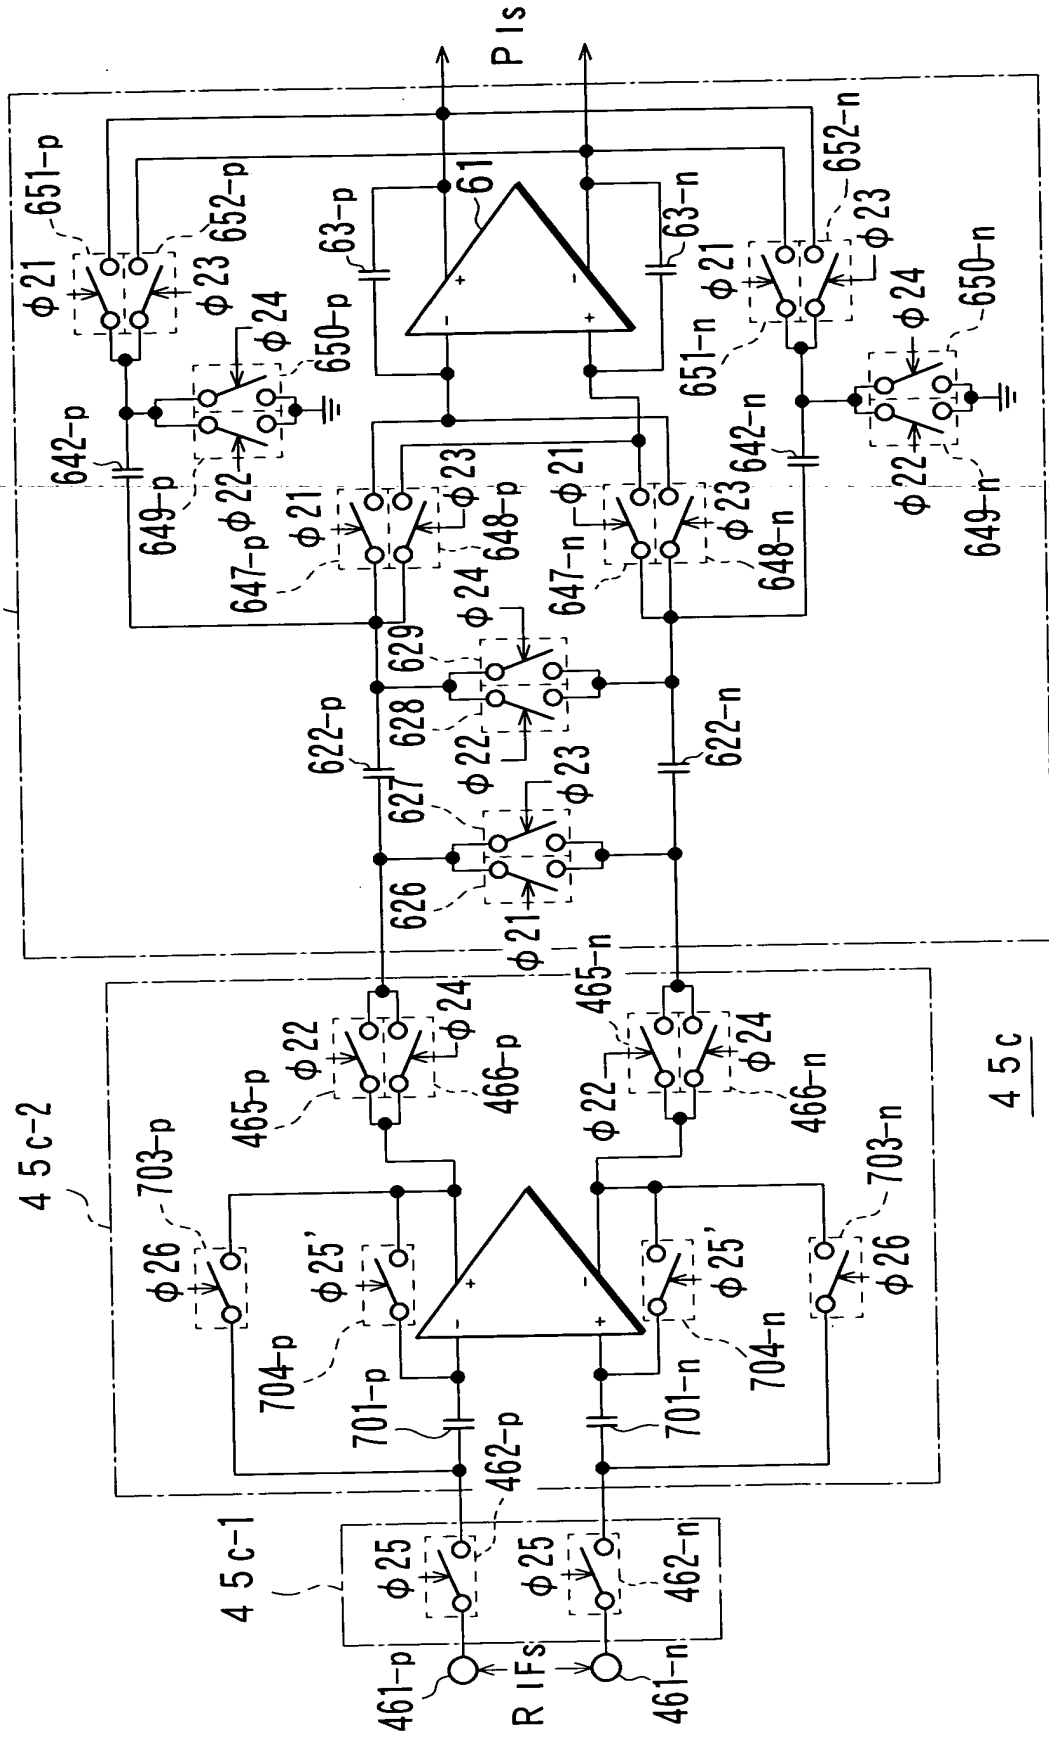 45c-1
45c-2
45c
RIFs
PIs
461-p
461-n
φ25
462-p
φ25
462-n
φ26
703-p
φ25'
704-p
701-p
701-n
704-n
φ25'
703-n
φ26
465-p
φ22
φ24
466-p
465-n
φ22
φ24
466-n
626
φ21
627
φ23
622-p
622-n
628
φ22
629
φ24
647-p
φ21
φ23
648-p
647-n
φ21
φ23
648-n
642-p
649-p
φ22
φ24
650-p
651-p
φ21
φ23
652-p
63-p
61
63-n
-
+
+
-
-
+
+
-
642-n
651-n
φ21
652-n
φ23
φ22
649-n
φ24
650-n